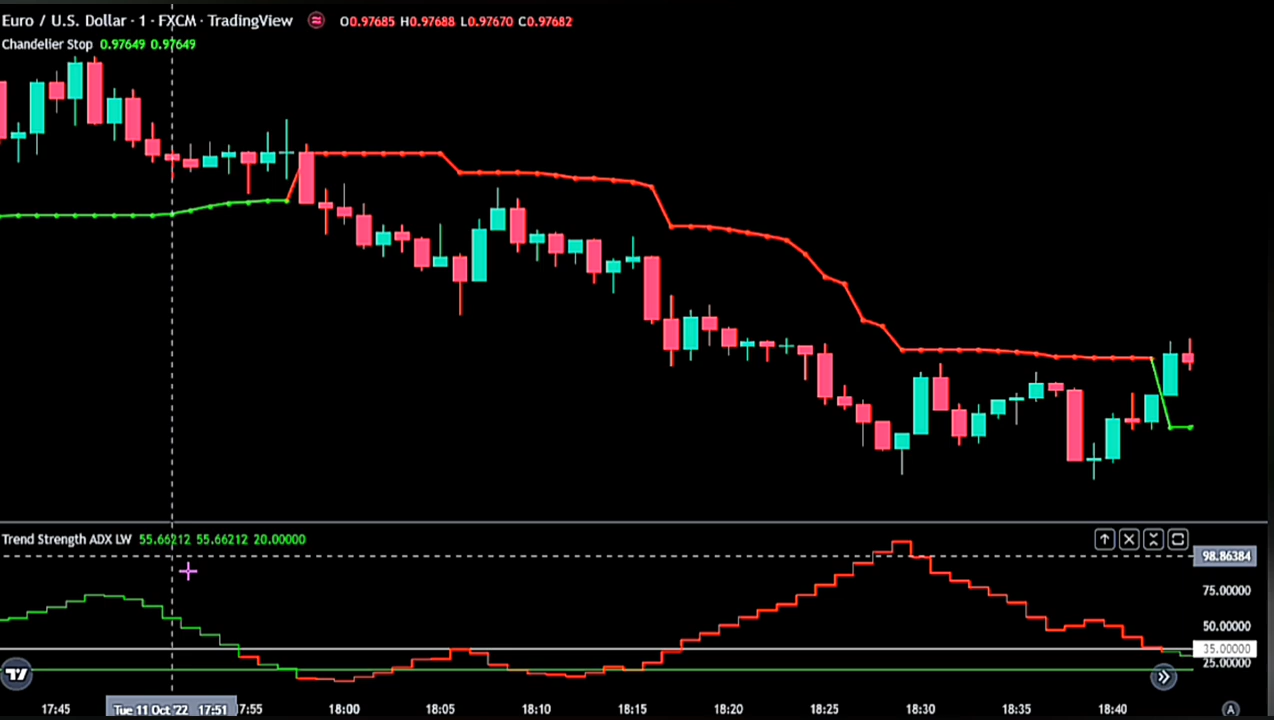 Euro / U.S. Dollar · 1 · FXCM · TradingView O0.97685 H0.97688 L0.97670 C0.97682
Chandelier Stop 0.97649 0.97649
Trend Strength ADX LW 55.66212 55.66212 20.00000
98.86384
75.00000
50.00000
35.00000
25.00000
17:45 Tue 11 Oct '22 17:51 7:55 18:00 18:05 18:10 18:15 18:20 18:25 18:30 18:35 18:40 A